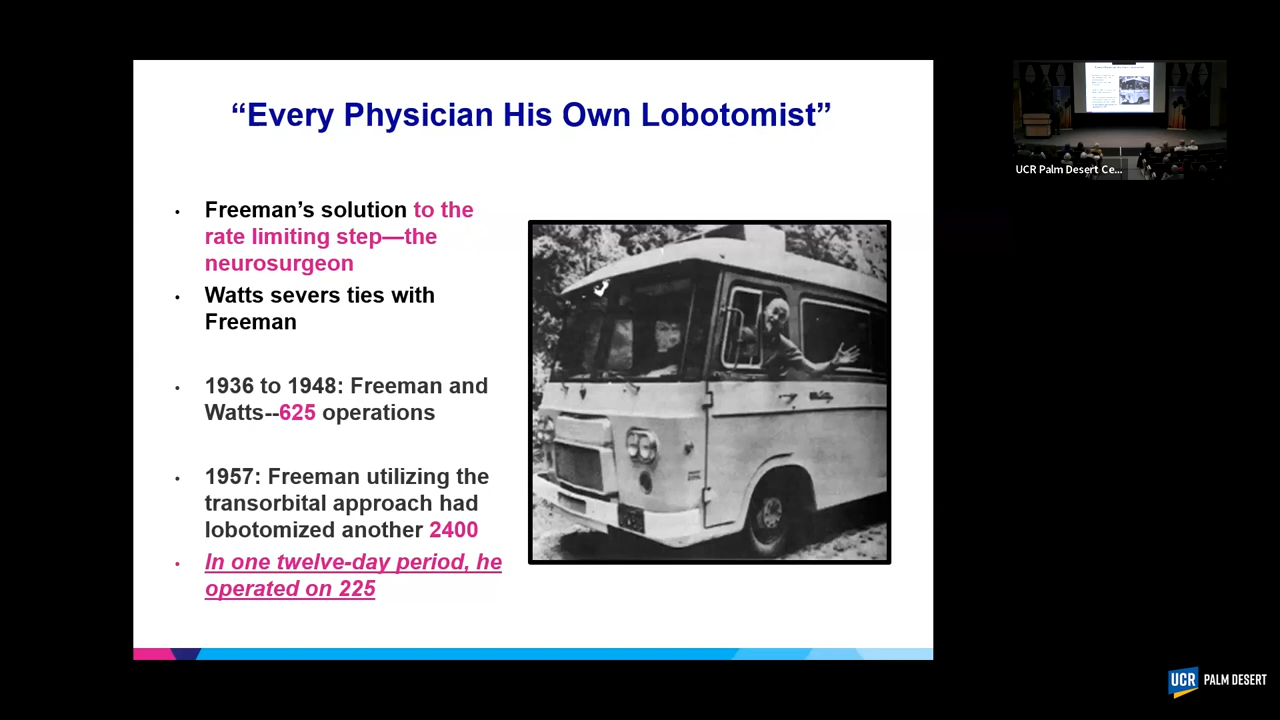 “Every Physician His Own Lobotomist”
• Freeman’s solution to the
rate limiting step—the
neurosurgeon
• Watts severs ties with
Freeman
• 1936 to 1948: Freeman and
Watts--625 operations
• 1957: Freeman utilizing the
transorbital approach had
lobotomized another 2400
• In one twelve-day period, he
operated on 225
UCR Palm Desert Ce...
UCR PALM DESERT